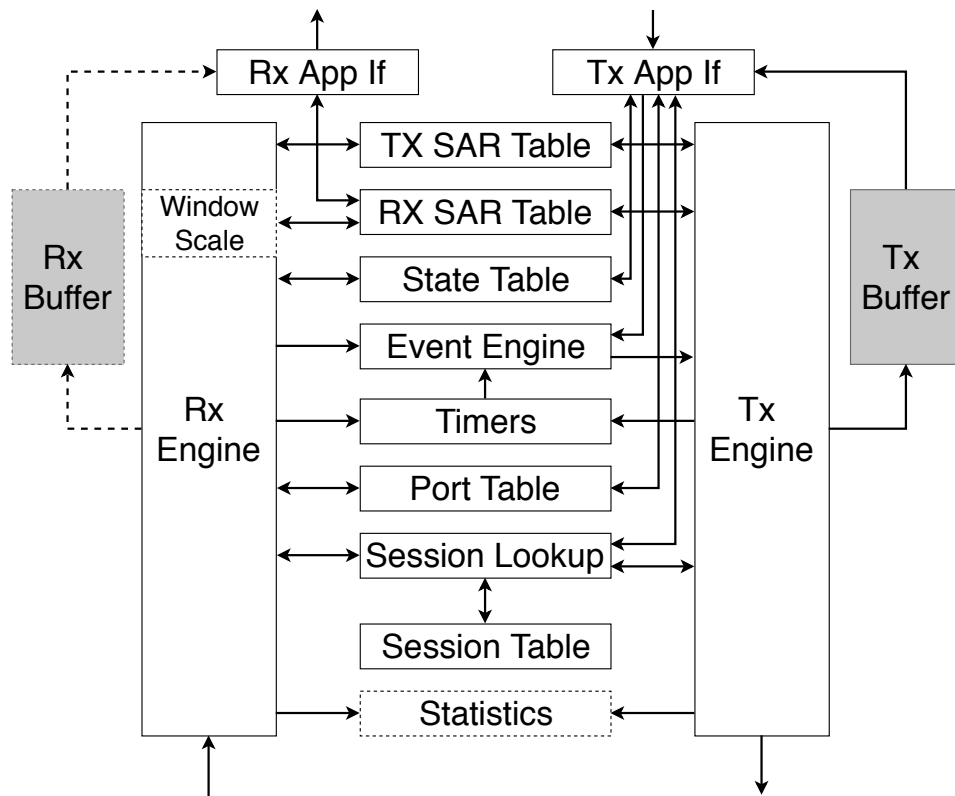 Rx App If
Tx App If
TX SAR Table
Window
Scale
RX SAR Table
Rx
Buffer
Tx
Buffer
State Table
Event Engine
Rx
Engine
Timers
Tx
Engine
Port Table
Session Lookup
Session Table
Statistics